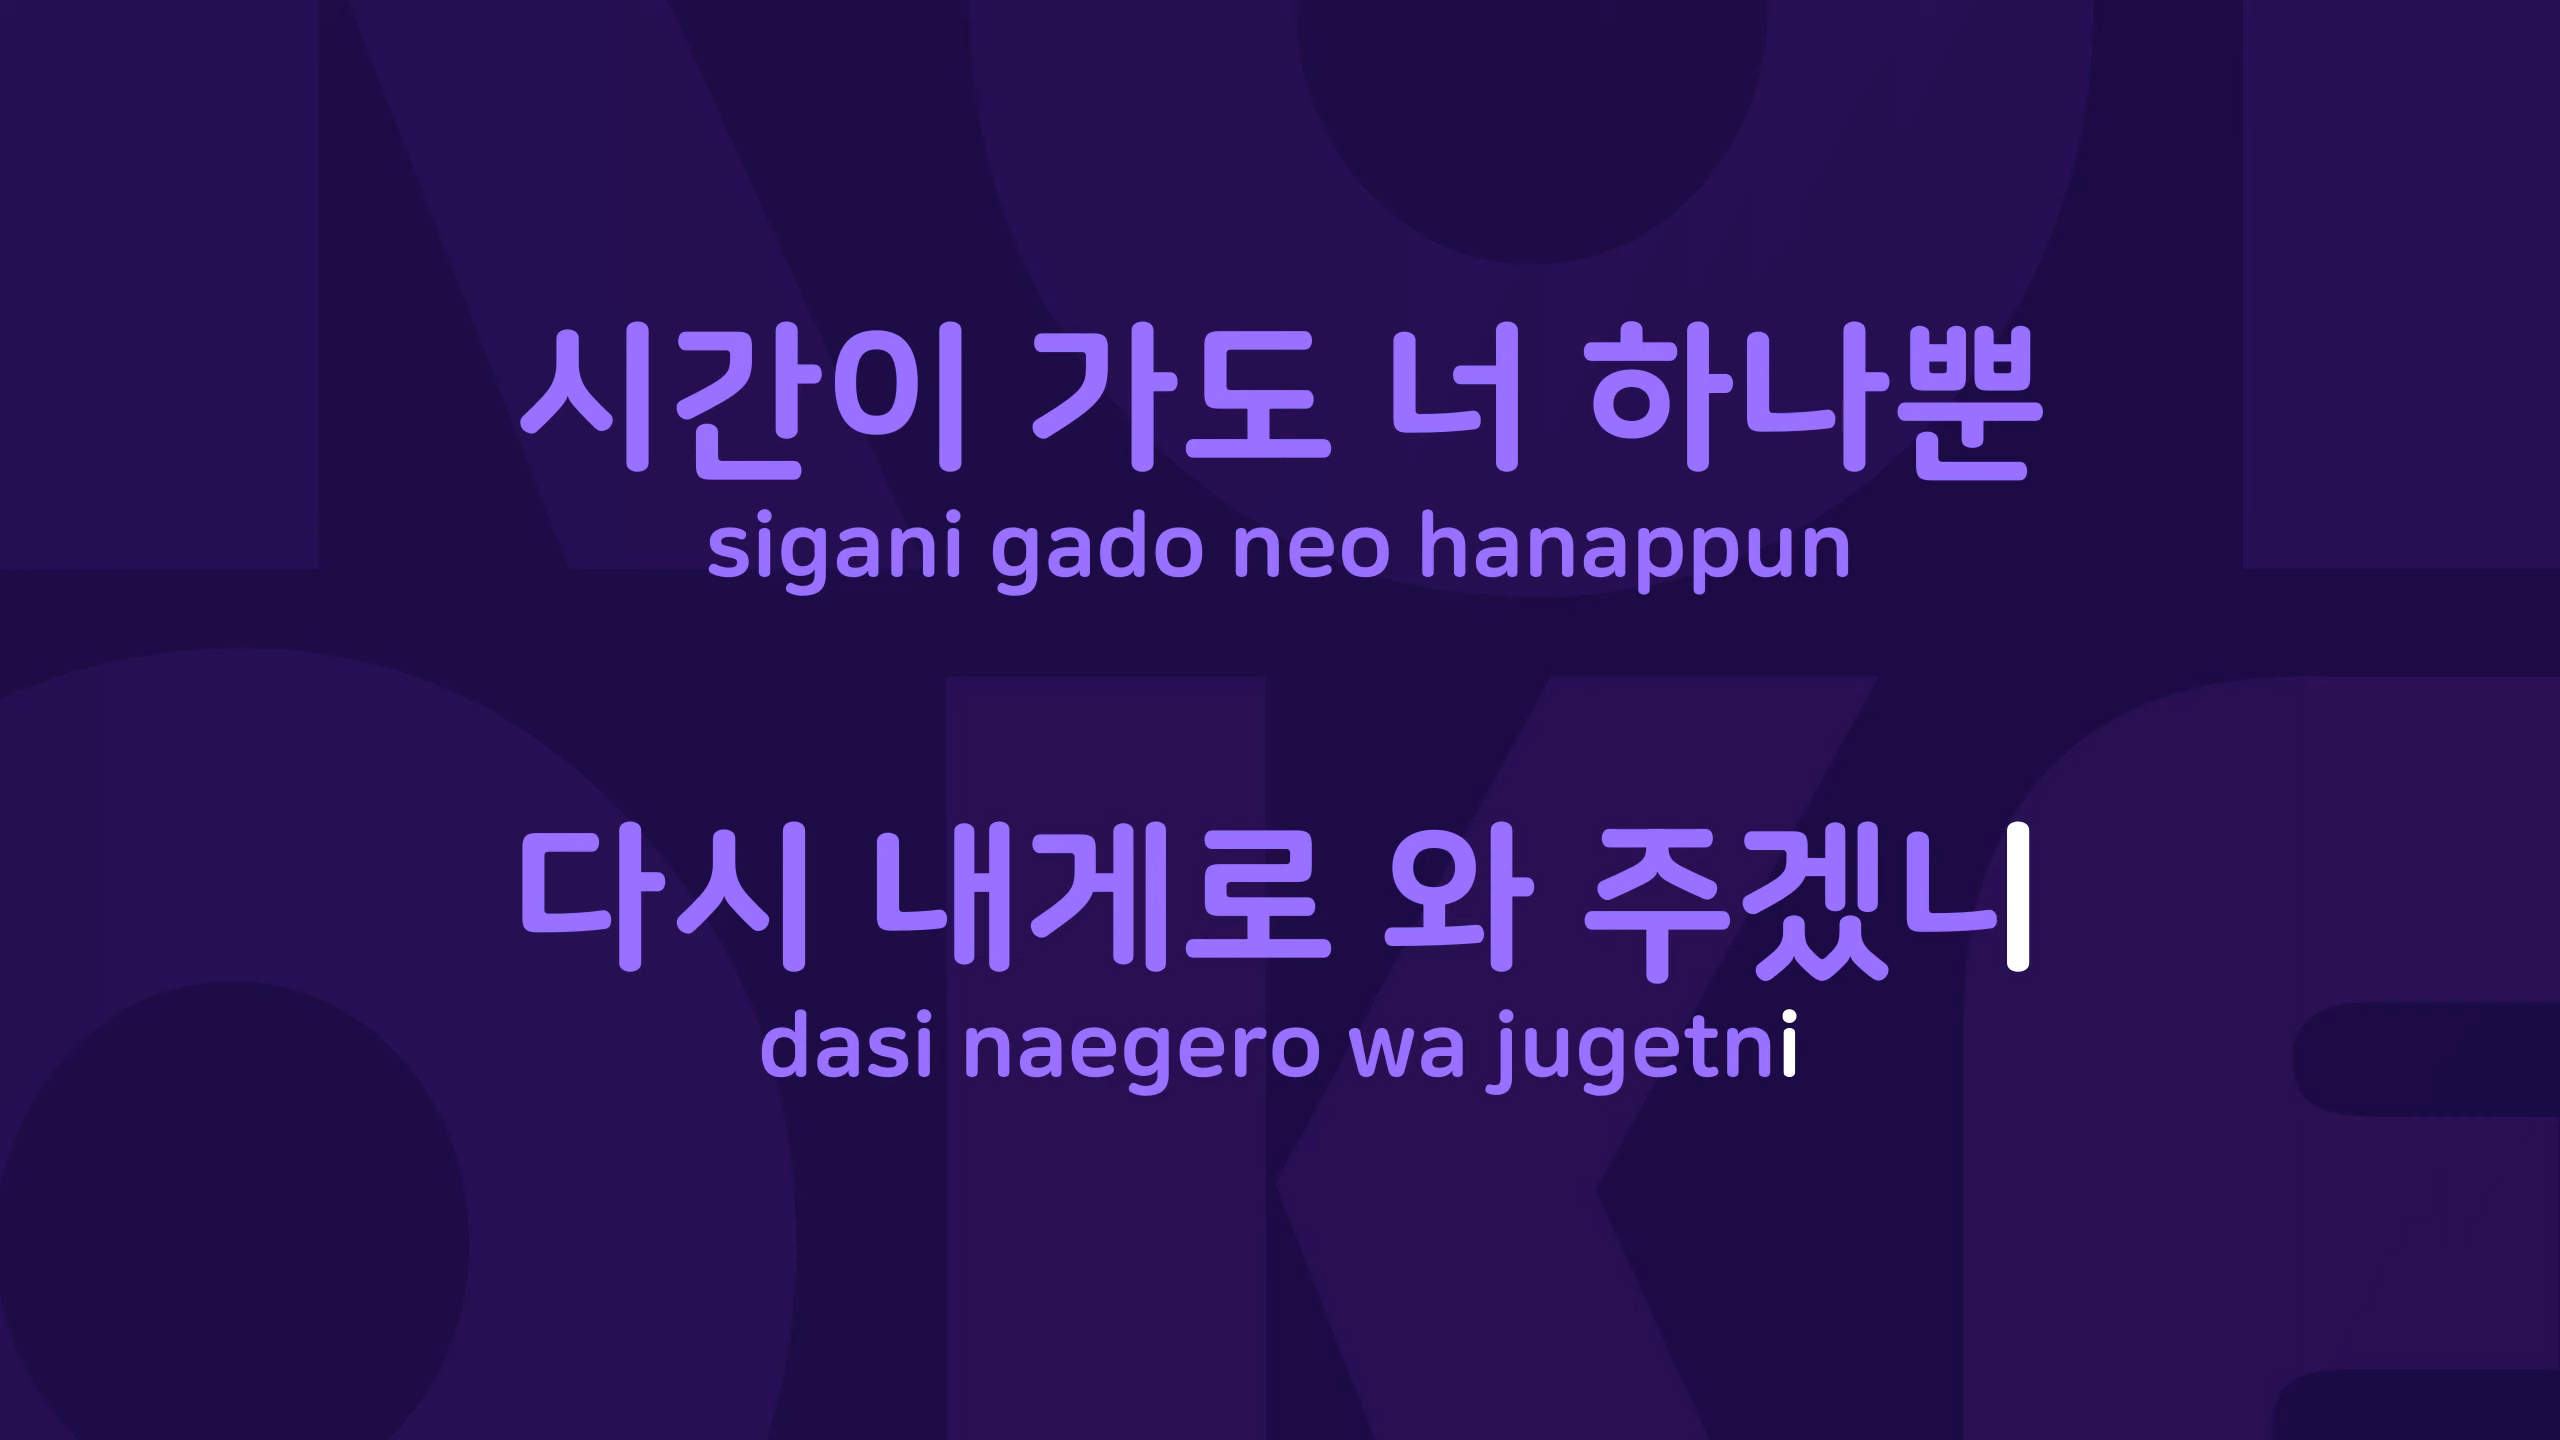 시간이 가도 너 하나뿐
sigani gado neo hanappun
다시 내게로 와 주겠니
dasi naegero wa jugetni